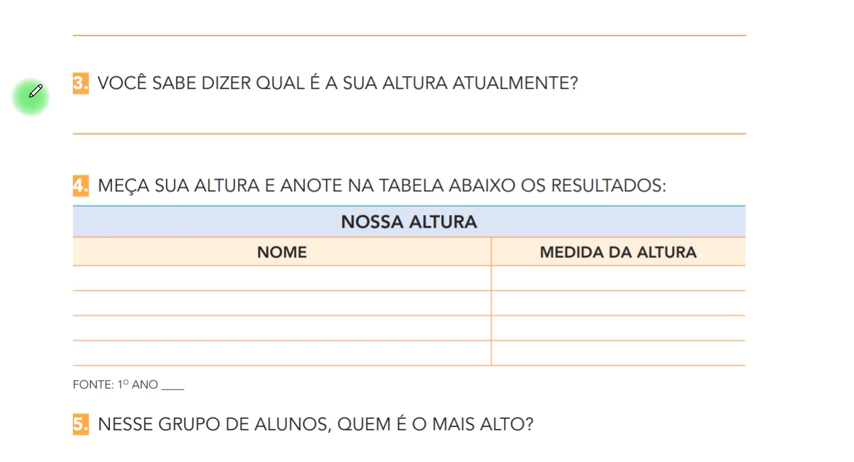 3. VOCÊ SABE DIZER QUAL É A SUA ALTURA ATUALMENTE?
4. MEÇA SUA ALTURA E ANOTE NA TABELA ABAIXO OS RESULTADOS:
NOSSA ALTURA
NOME MEDIDA DA ALTURA
FONTE: 1º ANO ____
5. NESSE GRUPO DE ALUNOS, QUEM É O MAIS ALTO?